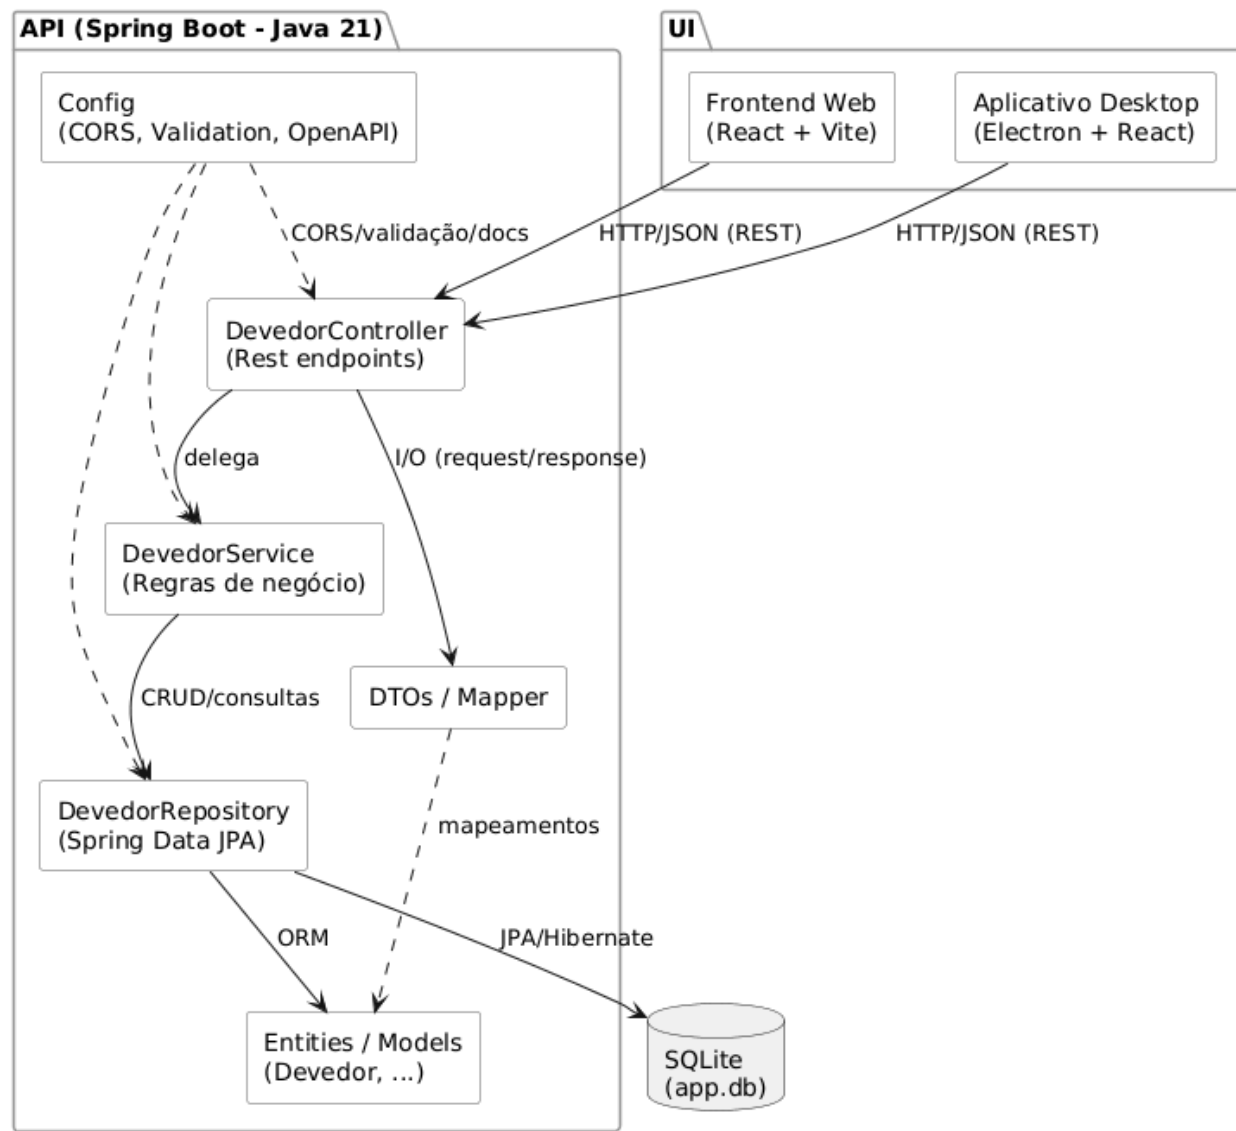 API (Spring Boot - Java 21)
UI
Config
(CORS, Validation, OpenAPI)
Frontend Web
(React + Vite)
Aplicativo Desktop
(Electron + React)
CORS/validação/docs
HTTP/JSON (REST)
HTTP/JSON (REST)
DevedorController
(Rest endpoints)
delega
I/O (request/response)
DevedorService
(Regras de negócio)
CRUD/consultas
DTOs / Mapper
DevedorRepository
(Spring Data JPA)
mapeamentos
ORM
JPA/Hibernate
Entities / Models
(Devedor, ...)
SQLite
(app.db)